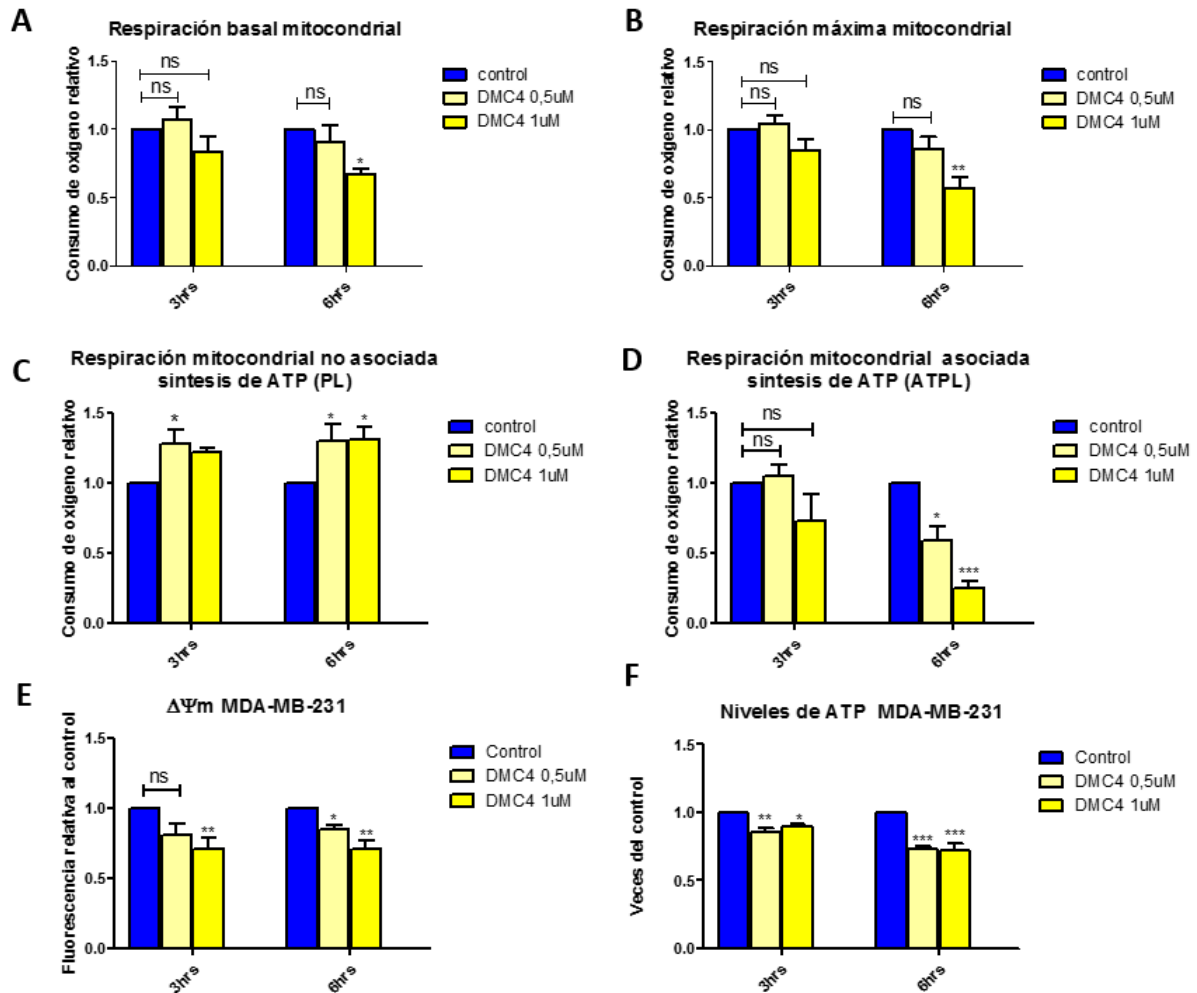 A
Respiración basal mitocondrial
Consumo de oxígeno relativo
1.5
1.0
0.5
0.0
ns
ns
ns
*
3hrs
6hrs
control
DMC4 0,5uM
DMC4 1uM
B
Respiración máxima mitocondrial
Consumo de oxígeno relativo
1.5
1.0
0.5
0.0
ns
ns
ns
**
3hrs
6hrs
control
DMC4 0,5uM
DMC4 1uM
C
Respiración mitocondrial no asociada
sintesis de ATP (PL)
Consumo de oxigeno relativo
1.5
1.0
0.5
0.0
*
*
*
3hrs
6hrs
control
DMC4 0,5uM
DMC4 1uM
D
Respiración mitocondrial asociada
sintesis de ATP (ATPL)
Consumo de oxigeno relativo
1.5
1.0
0.5
0.0
ns
ns
*
***
3hrs
6hrs
control
DMC4 0,5uM
DMC4 1uM
E
ΔΨm MDA-MB-231
Fluorescencia relativa al control
1.5
1.0
0.5
0.0
ns
**
*
**
3hrs
6hrs
Control
DMC4 0,5uM
DMC4 1uM
F
Niveles de ATP MDA-MB-231
Veces del control
1.5
1.0
0.5
0.0
**
*
***
***
3hrs
6hrs
Control
DMC4 0,5uM
DMC4 1uM